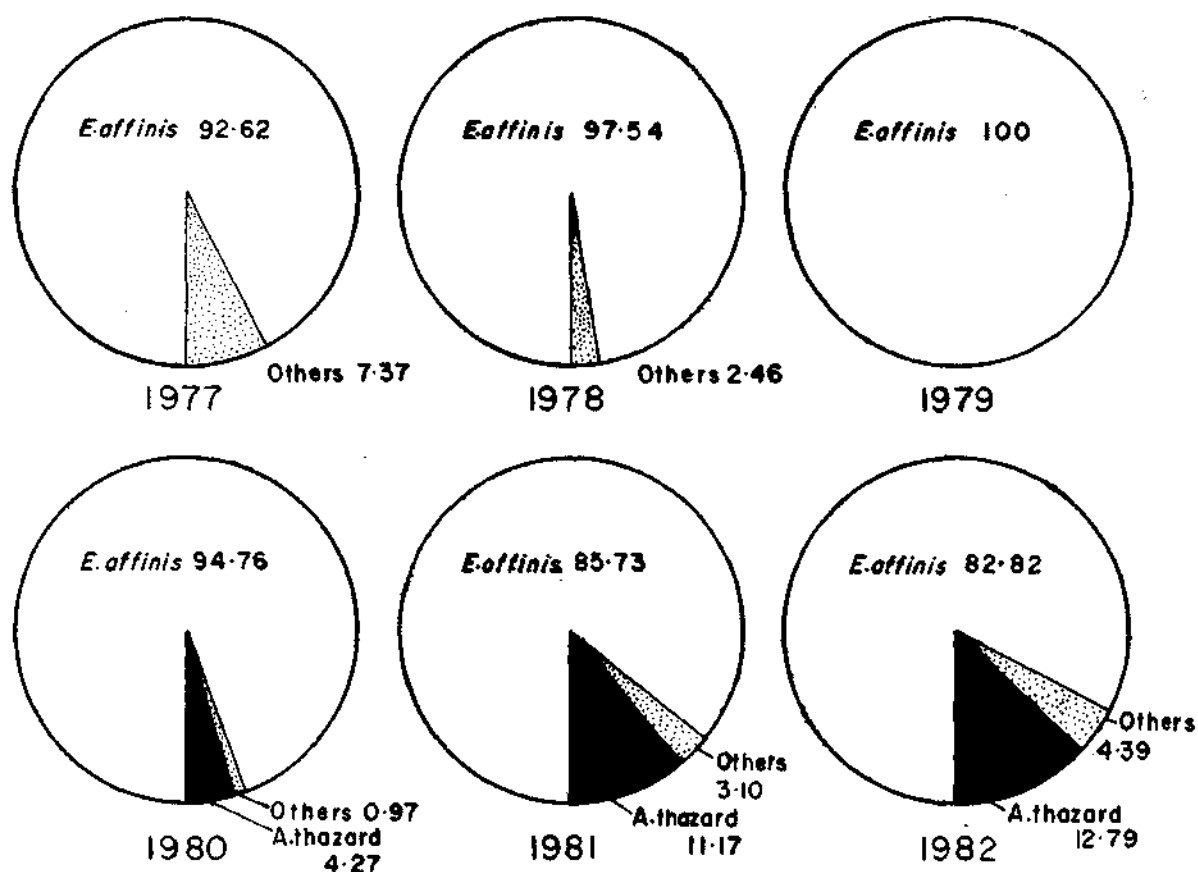 E.affinis 92·62
Others 7·37
1977
E.affinis 97·54
Others 2·46
1978
E.affinis 100
1979
E. affinis 94·76
Others 0·97
A.thazard
4·27
1980
E.affinis 85·73
Others
3·10
A.thazard
11·17
1981
E.affinis 82·82
Others
4·39
A.thazard
12·79
1982